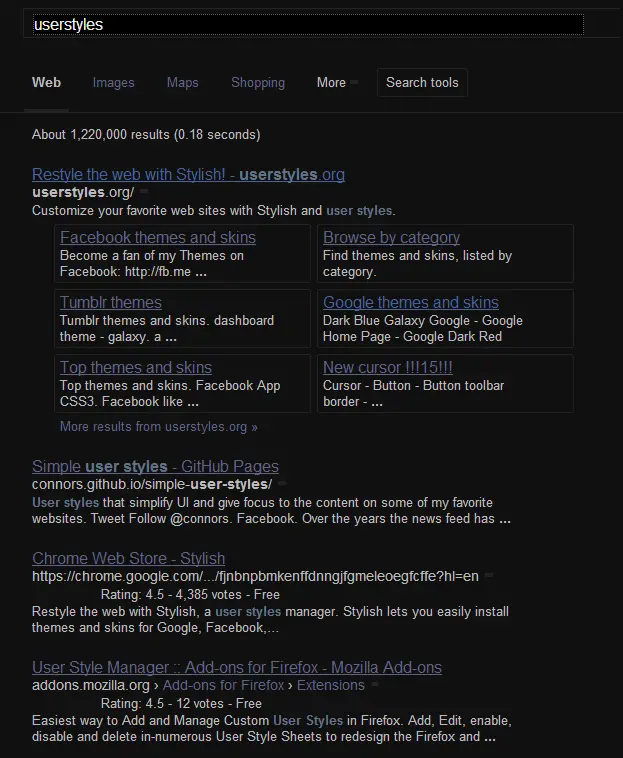 userstyles
Web Images Maps Shopping More Search tools
About 1,220,000 results (0.18 seconds)
Restyle the web with Stylish! - userstyles.org
userstyles.org/
Customize your favorite web sites with Stylish and user styles.
Facebook themes and skins
Become a fan of my Themes on
Facebook: http://fb.me ...
Browse by category
Find themes and skins, listed by
category.
Tumblr themes
Tumblr themes and skins. dashboard
theme - galaxy. a ...
Google themes and skins
Dark Blue Galaxy Google - Google
Home Page - Google Dark Red
Top themes and skins
Top themes and skins. Facebook App
CSS3. Facebook like ...
New cursor !!!15!!!
Cursor - Button - Button toolbar
border - ...
More results from userstyles.org »
Simple user styles - GitHub Pages
connors.github.io/simple-user-styles/
User styles that simplify UI and give focus to the content on some of my favorite
websites. Tweet Follow @connors. Facebook. Over the years the news feed has ...
Chrome Web Store - Stylish
https://chrome.google.com/.../fjnbnpbmkenffdnngjfgmeleoegfcffe?hl=en
Rating: 4.5 - 4,385 votes - Free
Restyle the web with Stylish, a user styles manager. Stylish lets you easily install
themes and skins for Google, Facebook,...
User Style Manager :: Add-ons for Firefox - Mozilla Add-ons
addons.mozilla.org › Add-ons for Firefox › Extensions
Rating: 4.5 - 12 votes - Free
Easiest way to Add and Manage Custom User Styles in Firefox. Add, Edit, enable,
disable and delete in-numerous User Style Sheets to redesign the Firefox and ...